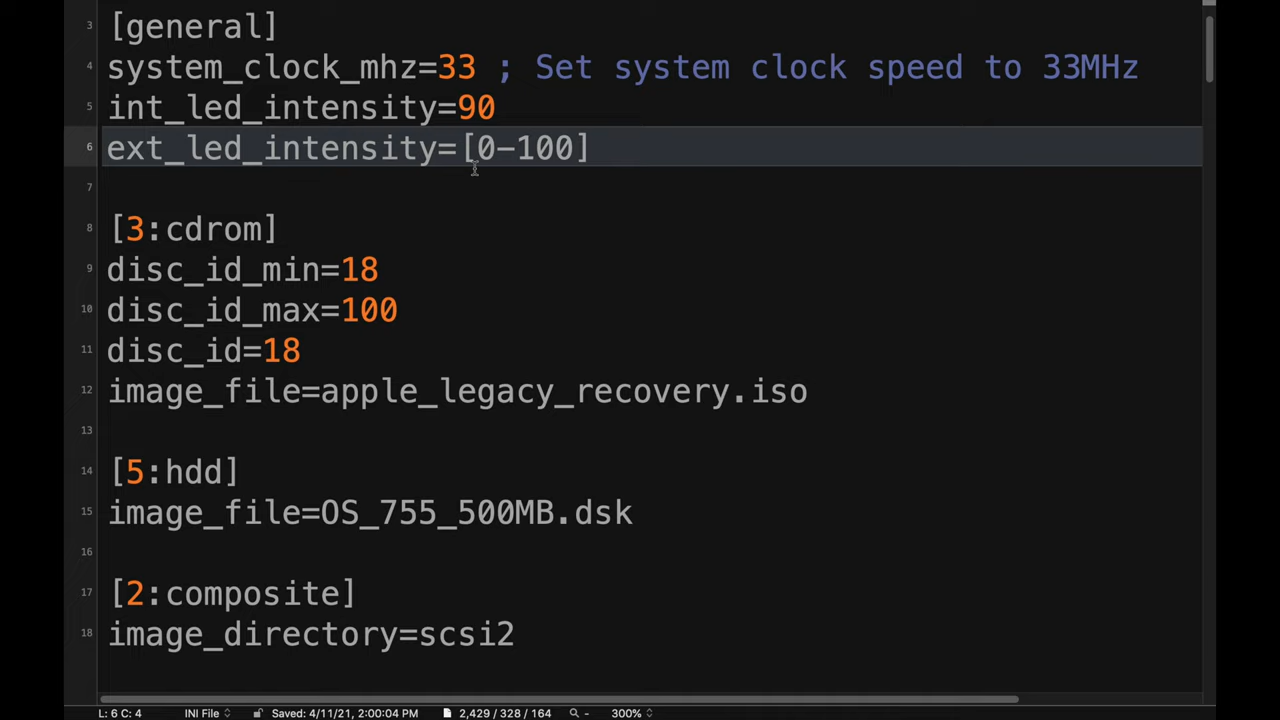 3 [general]
4 system_clock_mhz=33 ; Set system clock speed to 33MHz
5 int_led_intensity=90
6 ext_led_intensity=[0-100]
7
8 [3:cdrom]
9 disc_id_min=18
10 disc_id_max=100
11 disc_id=18
12 image_file=apple_legacy_recovery.iso
13
14 [5:hdd]
15 image_file=OS_755_500MB.dsk
16
17 [2:composite]
18 image_directory=scsi2
L: 6 C: 4 INI File Saved: 4/11/21, 2:00:04 PM 2,429 / 328 / 164 - 300%